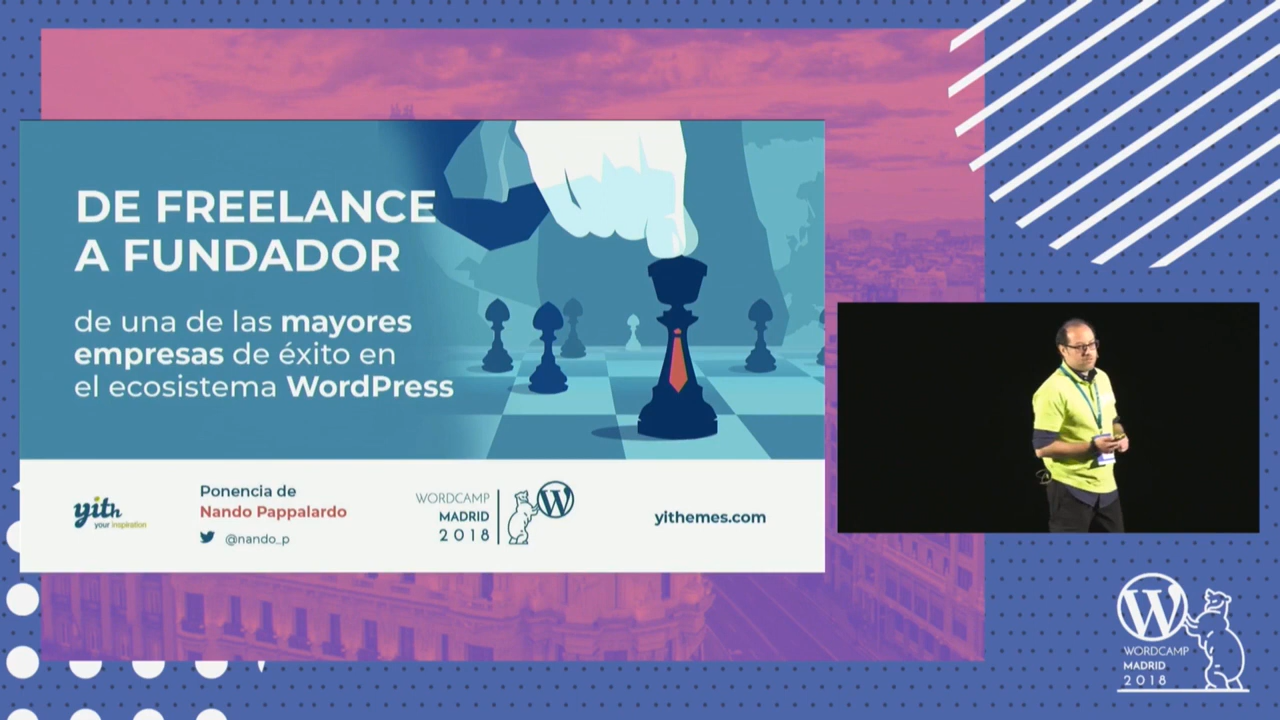 DE FREELANCE
A FUNDADOR
de una de las mayores
empresas de éxito en
el ecosistema WordPress
yith
your inspiration
Ponencia de
Nando Pappalardo
@nando_p
WORDCAMP
MADRID
2018
W
yithemes.com
W
WORDCAMP
MADRID
2018